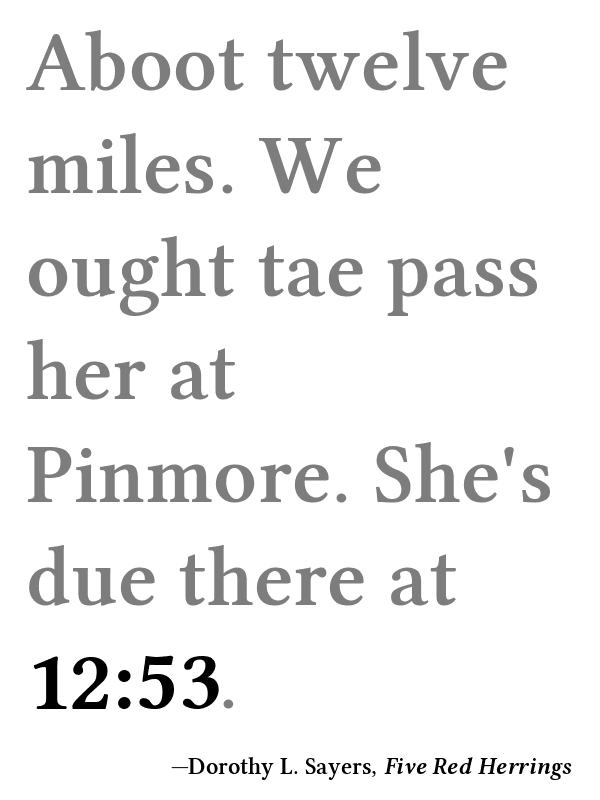 Aboot twelve
miles. We
ought tae pass
her at
Pinmore. She's
due there at
12:53.
—Dorothy L. Sayers, Five Red Herrings